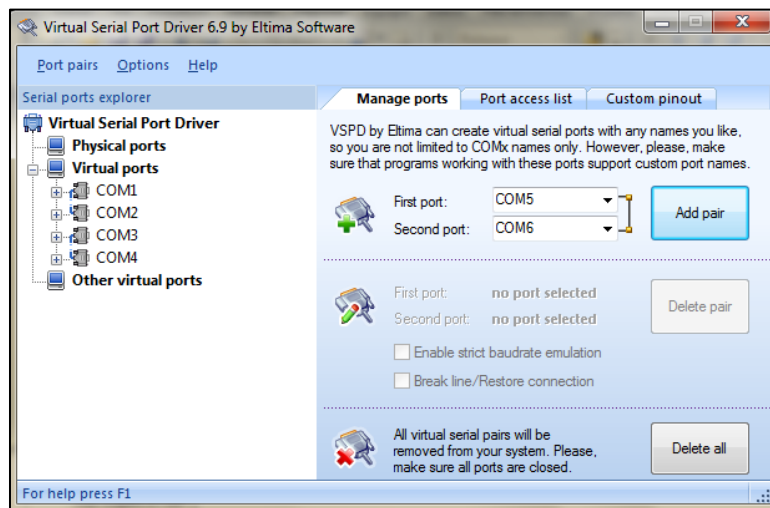 Virtual Serial Port Driver 6.9 by Eltima Software
Port pairs Options Help
Serial ports explorer
Virtual Serial Port Driver
Physical ports
Virtual ports
COM1
COM2
COM3
COM4
Other virtual ports
Manage ports Port access list Custom pinout
VSPD by Eltima can create virtual serial ports with any names you like,
so you are not limited to COMx names only. However, please, make
sure that programs working with these ports support custom port names.
First port: COM5
Second port: COM6
Add pair
First port: no port selected
Second port: no port selected
Delete pair
Enable strict baudrate emulation
Break line/Restore connection
All virtual serial pairs will be
removed from your system. Please,
make sure all ports are closed.
Delete all
For help press F1